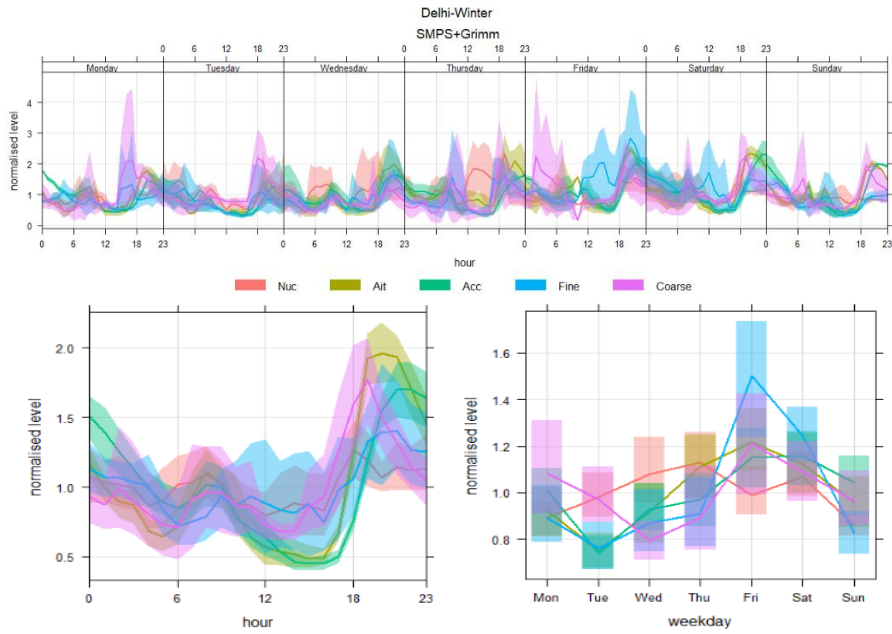 Delhi-Winter
SMPS+Grimm
0 6 12 18 23 0 6 12 18 23 0 6 12 18 23
Monday Tuesday Wednesday Thursday Friday Saturday Sunday
normalised level
4
3
2
1
0
0 6 12 18 23 0 6 12 18 23 0 6 12 18 23 0 6 12 18 23
hour
Nuc Ait Acc Fine Coarse
normalised level
2.0
1.5
1.0
0.5
0 6 12 18 23
hour
normalised level
1.6
1.4
1.2
1.0
0.8
Mon Tue Wed Thu Fri Sat Sun
weekday